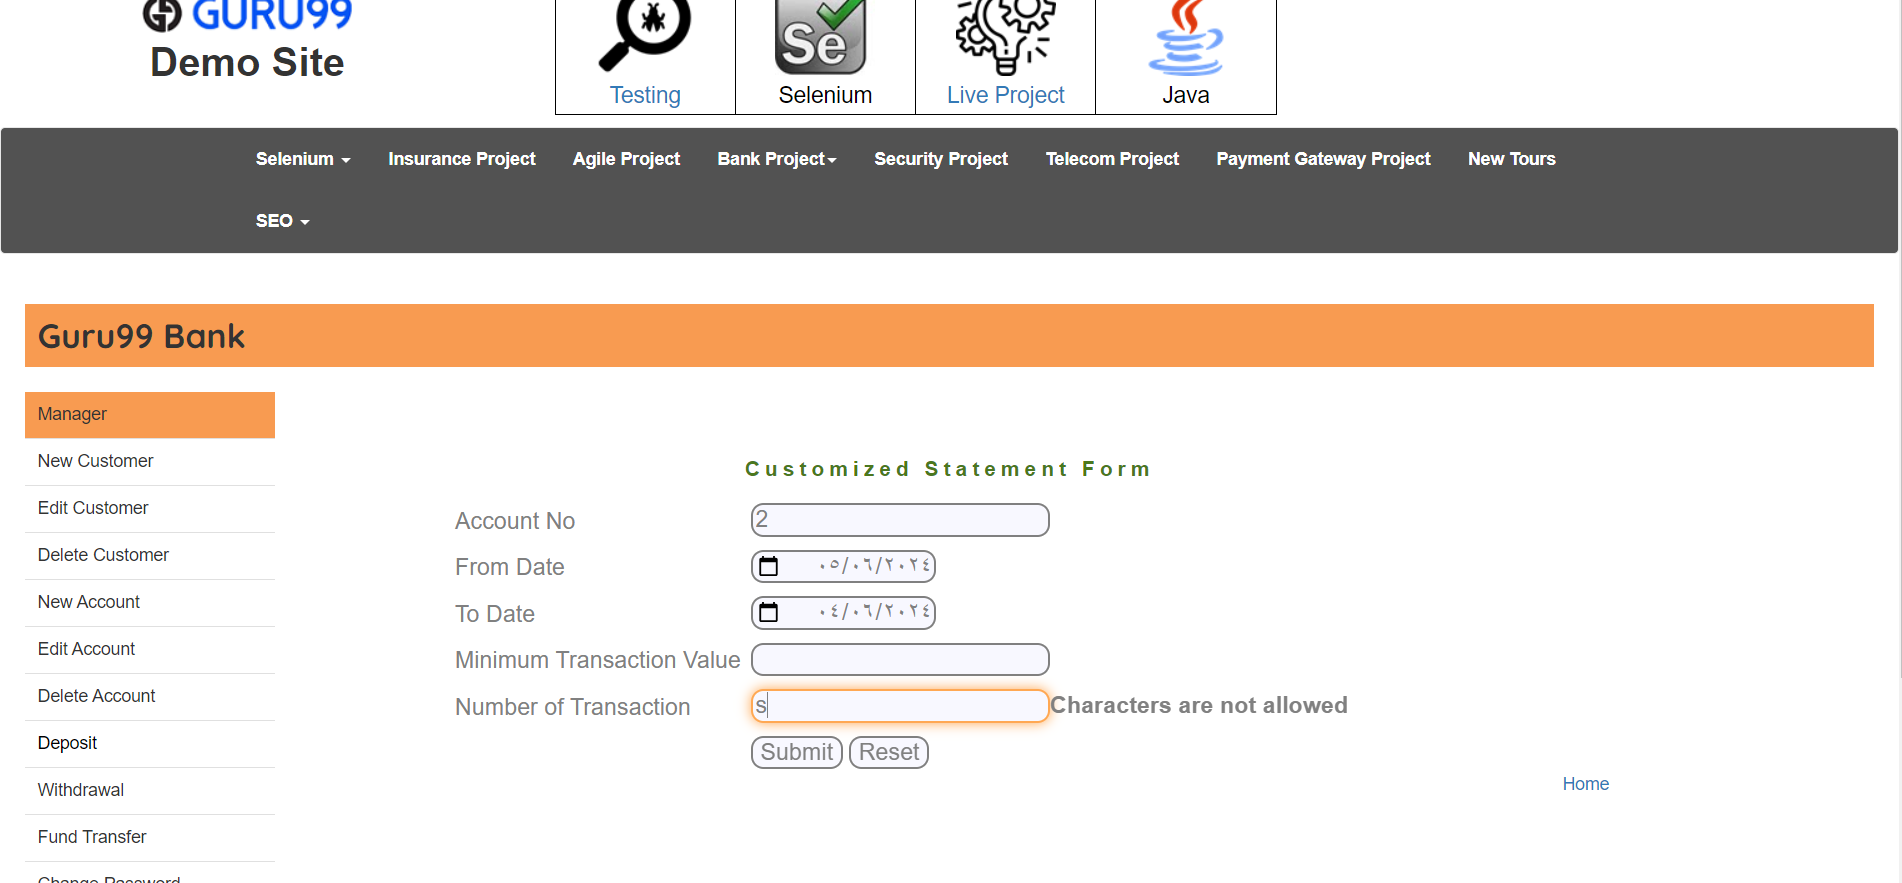 GURU99
Demo Site
Se
Testing
Selenium
Live Project
Java
Selenium
Insurance Project
Agile Project
Bank Project
Security Project
Telecom Project
Payment Gateway Project
New Tours
SEO
Guru99 Bank
Manager
New Customer
Edit Customer
Delete Customer
New Account
Edit Account
Delete Account
Deposit
Withdrawal
Fund Transfer
Change Password
Customized Statement Form
Account No 2
From Date ٠٥/٠٦/٢٠٢٤
To Date ٠٤/٠٦/٢٠٢٤
Minimum Transaction Value
Number of Transaction s Characters are not allowed
Submit Reset
Home